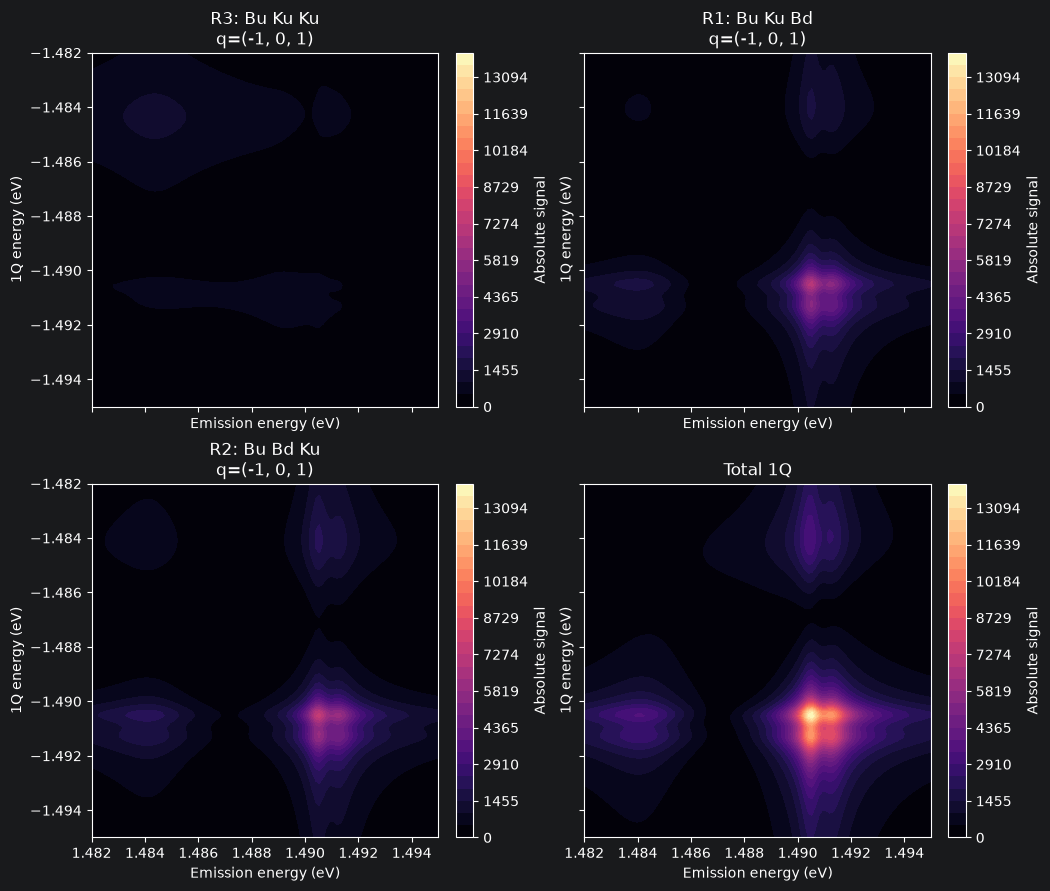 R3: Bu Ku Ku
q=(-1, 0, 1)
−1.482
−1.484
−1.486
−1.488
−1.490
−1.492
−1.494
1Q energy (eV)
Emission energy (eV)
13094
11639
10184
8729
7274
5819
4365
2910
1455
0
Absolute signal
R1: Bu Ku Bd
q=(-1, 0, 1)
1Q energy (eV)
Emission energy (eV)
13094
11639
10184
8729
7274
5819
4365
2910
1455
0
Absolute signal
R2: Bu Bd Ku
q=(-1, 0, 1)
−1.482
−1.484
−1.486
−1.488
−1.490
−1.492
−1.494
1Q energy (eV)
1.482 1.484 1.486 1.488 1.490 1.492 1.494
Emission energy (eV)
13094
11639
10184
8729
7274
5819
4365
2910
1455
0
Absolute signal
Total 1Q
1Q energy (eV)
1.482 1.484 1.486 1.488 1.490 1.492 1.494
Emission energy (eV)
13094
11639
10184
8729
7274
5819
4365
2910
1455
0
Absolute signal